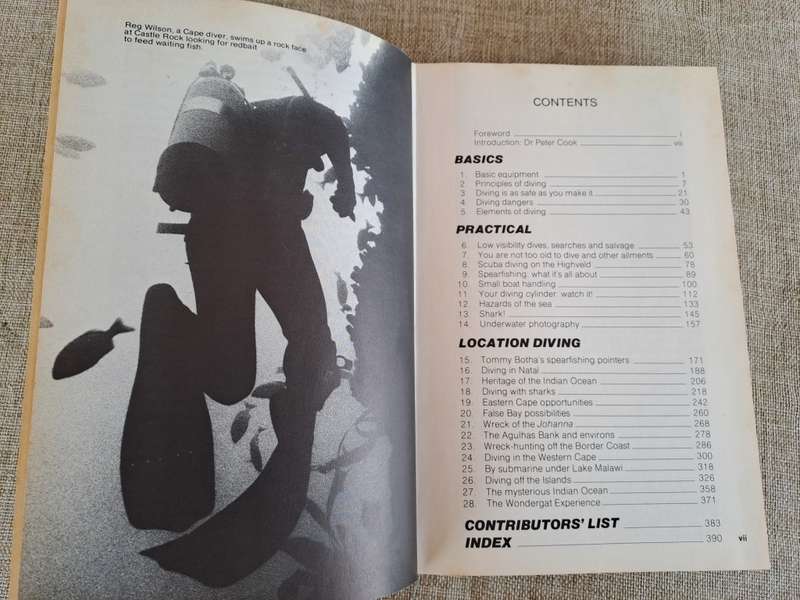 Reg Wilson, a Cape diver, swims up a rock face
at Castle Rock looking for redbait
to feed waiting fish.
CONTENTS
Foreword i
Introduction: Dr Peter Cook vii
BASICS
1. Basic equipment 1
2. Principles of diving 7
3. Diving is as safe as you make it 21
4. Diving dangers 30
5. Elements of diving 43
PRACTICAL
6. Low visibility dives, searches and salvage 53
7. You are not too old to dive and other ailments 60
8. Scuba diving on the Highveld 78
9. Spearfishing, what it's all about 89
10. Small boat handling 100
11. Your diving cylinder: watch it! 112
12. Hazards of the sea 133
13. Shark! 145
14. Underwater photography 157
LOCATION DIVING
15. Tommy Botha's spearfishing pointers 171
16. Diving in Natal 188
17. Heritage of the Indian Ocean 206
18. Diving with sharks 218
19. Eastern Cape opportunities 242
20. False Bay possibilities 260
21. Wreck of the Johanna 268
22. The Agulhas Bank and environs 278
23. Wreck-hunting off the Border Coast 286
24. Diving in the Western Cape 300
25. By submarine under Lake Malawi 318
26. Diving off the Islands 326
27. The mysterious Indian Ocean 358
28. The Wondergat Experience 371
CONTRIBUTORS' LIST 383
INDEX 390
vii